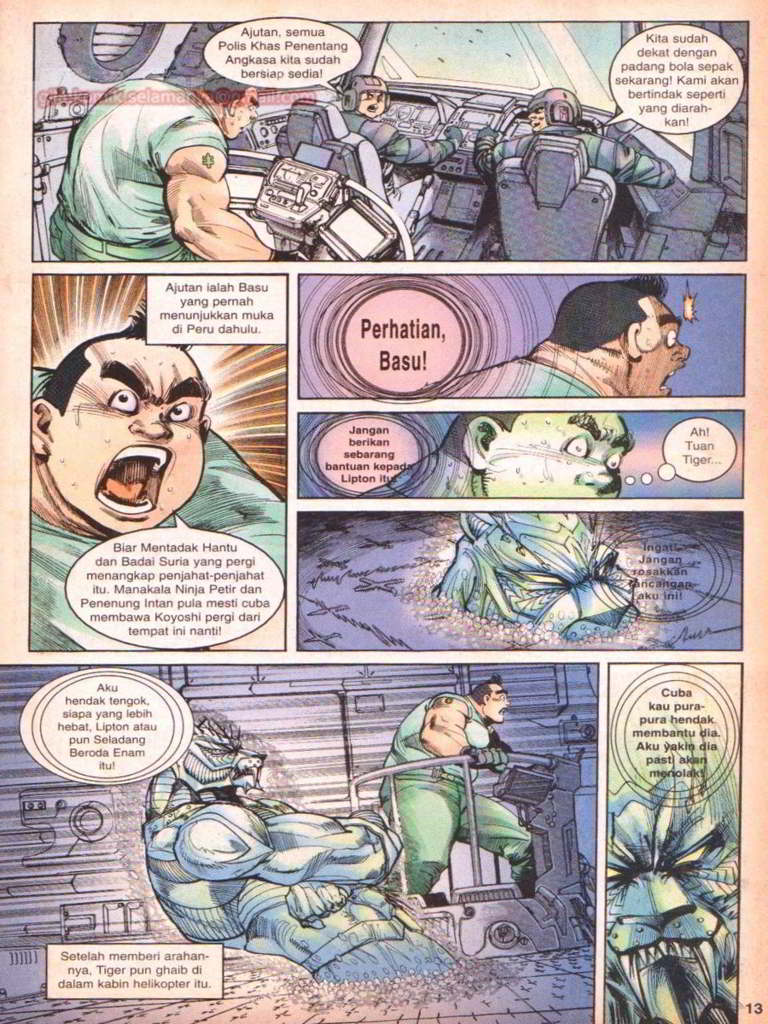 Ajutan, semua
Polis Khas Penentang
Angkasa kita sudah
bersiap sedia!
Kita sudah
dekat dengan
padang bola sepak
sekarang! Kami akan
bertindak seperti
yang diarah-
kan!
Ajutan ialah Basu
yang pernah
menunjukkan muka
di Peru dahulu.
Biar Mentadak Hantu
dan Badai Suria yang pergi
menangkap penjahat-penjahat
itu. Manakala Ninja Petir dan
Penenung Intan pula mesti cuba
membawa Koyoshi pergi dari
tempat ini nanti!
Perhatian,
Basu!
Jangan
berikan
sebarang
bantuan kepada
Lipton itu!
Ah!
Tuan
Tiger...
Ingat!
Jangan
rosakkan
rancangan
aku ini!
Aku
hendak tengok,
siapa yang lebih
hebat, Lipton atau
pun Seladang
Beroda Enam
itu!
Setelah memberi arahan-
nya, Tiger pun ghaib di
dalam kabin helikopter itu.
Cuba
kau pura-
pura hendak
membantu dia.
Aku yakin dia
pasti akan
menolak!
13